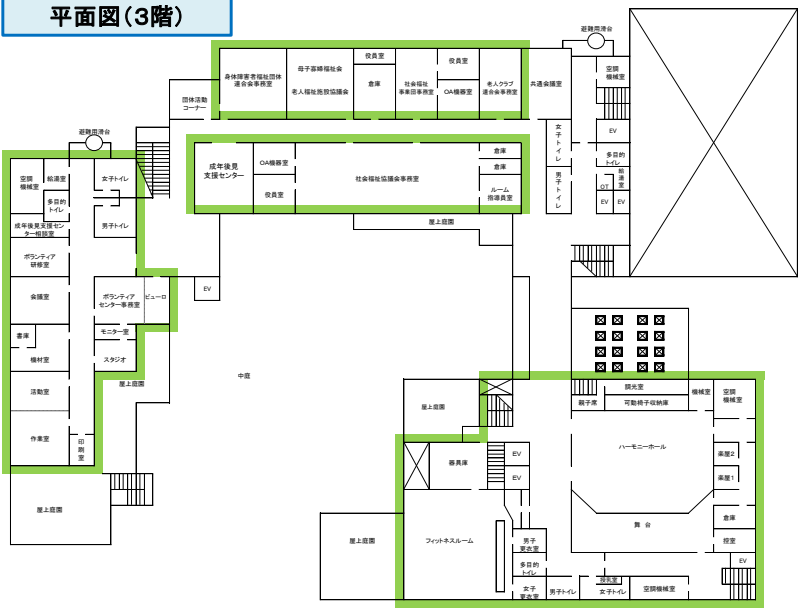 平面図(3階)
避難用滑台
身体障害者福祉団体
連合会事務室
母子寡婦福祉会
老人福祉施設協議会
役員室
倉庫
社会福祉
事業団事務室
役員室
OA機器室
老人クラブ
連合会事務室
共通会議室
空調
機械室
団体活動
コーナー
EV
女子トイレ
多目的
トイレ
男子トイレ
給湯室
OT
EV
EV
成年後見
支援センター
OA機器室
役員室
社会福祉協議会事務室
倉庫
倉庫
ルーム
指導員室
屋上庭園
避難用滑台
空調
機械室
給湯室
女子トイレ
多目的
トイレ
男子トイレ
成年後見支援セン
ター相談室
ボランティア
研修室
会議室
ボランティア
センター事務室
ビューロ
EV
書庫
モニター室
機材室
スタジオ
屋上庭園
活動室
作業室
印刷室
屋上庭園
中庭
屋上庭園
調光室
親子席
可動椅子収納庫
機械室
空調
機械室
ハーモニーホール
楽屋2
楽屋1
倉庫
控室
舞台
EV
器具庫
EV
EV
屋上庭園
フィットネスルーム
男子
更衣室
多目的
トイレ
女子
更衣室
男子トイレ
授乳室
女子トイレ
空調機械室